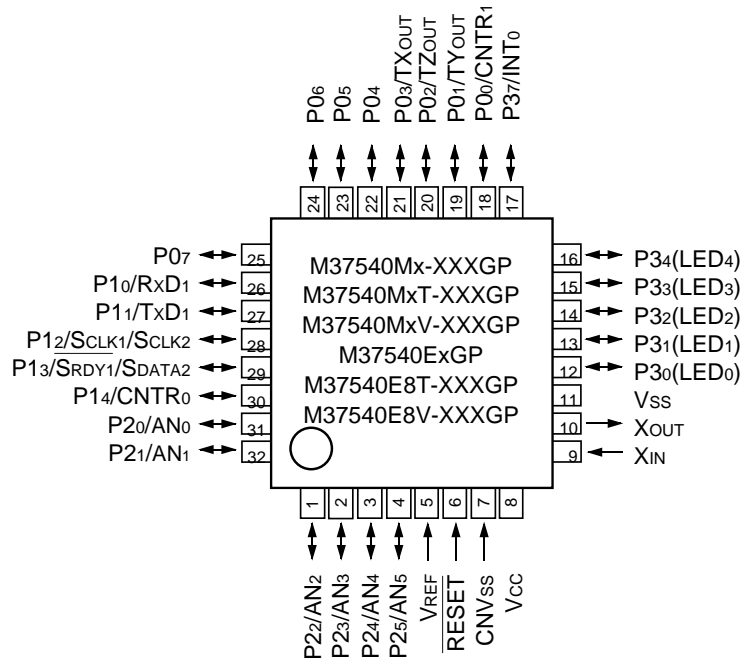 P06
P05
P04
P03/TXOUT
P02/TZOUT
P01/TYOUT
P00/CNTR1
P37/INT0
24
23
22
21
20
19
18
17
P07
P10/RXD1
P11/TXD1
P12/SCLK1/SCLK2
P13/SRDY1/SDATA2
P14/CNTR0
P20/AN0
P21/AN1
25
26
27
28
29
30
31
32
M37540Mx-XXXGP
M37540MxT-XXXGP
M37540MxV-XXXGP
M37540ExGP
M37540E8T-XXXGP
M37540E8V-XXXGP
16
15
14
13
12
11
10
9
P34(LED4)
P33(LED3)
P32(LED2)
P31(LED1)
P30(LED0)
VSS
XOUT
XIN
1
2
3
4
5
6
7
8
P22/AN2
P23/AN3
P24/AN4
P25/AN5
VREF
RESET
CNVSS
VCC